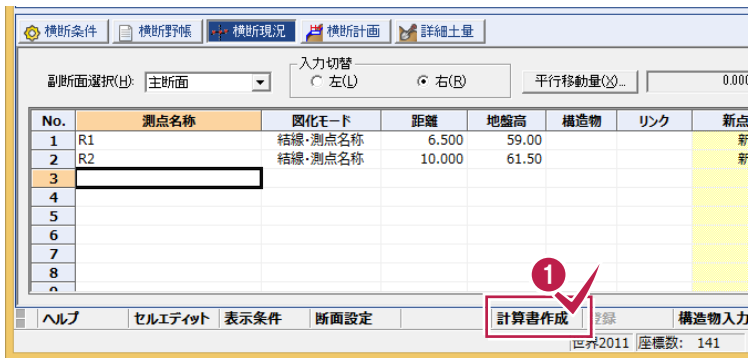 横断条件 横断野帳 横断現況 横断計画 詳細土量
入力切替
副断面選択(H): 主断面 左(L) 右(R) 平行移動量(X)... 0.000
No. 測点名称 図化モード 距離 地盤高 構造物 リンク 新点
1 R1 結線・測点名称 6.500 59.00 新
2 R2 結線・測点名称 10.000 61.50 新
3
4
5
6
7
8
1
ヘルプ セルエディット 表示条件 断面設定 計算書作成 登録 構造物入力
世界2011 座標数: 141